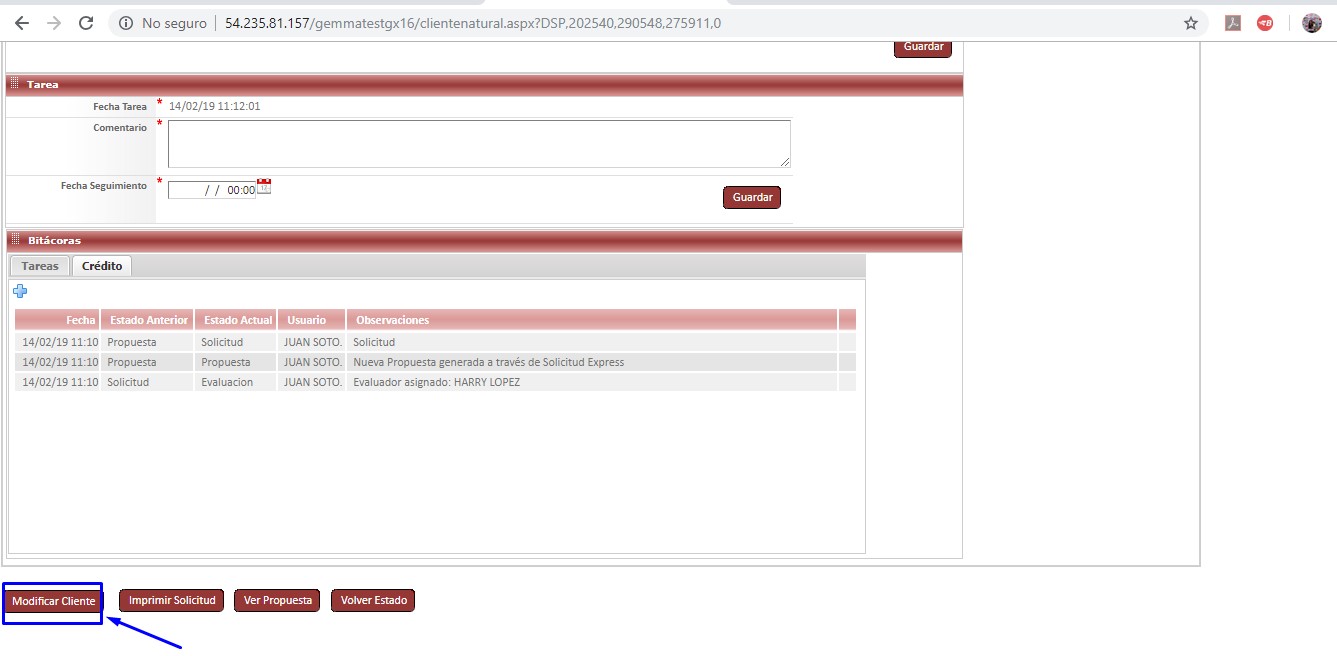 No seguro | 54.235.81.157/gemmatestgx16/clientenatural.aspx?DSP,202540,290548,275911,0
Guardar
Tarea
Fecha Tarea * 14/02/19 11:12:01
Comentario *
Fecha Seguimiento * / / 00:00
Guardar
Bitácoras
Tareas Crédito
Fecha Estado Anterior Estado Actual Usuario Observaciones
14/02/19 11:10 Propuesta Solicitud JUAN SOTO. Solicitud
14/02/19 11:10 Propuesta Propuesta JUAN SOTO. Nueva Propuesta generada a través de Solicitud Express
14/02/19 11:10 Solicitud Evaluacion JUAN SOTO. Evaluador asignado: HARRY LOPEZ
Modificar Cliente Imprimir Solicitud Ver Propuesta Volver Estado